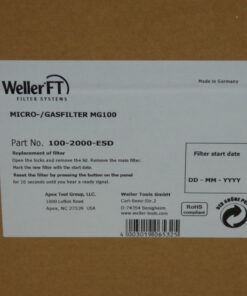 WellerFT
FILTER SYSTEMS
Made in Germany
MICRO-/GASFILTER MG100
Part No. 100-2000-ESD
Replacement of filter
Open the locks and remove the lid. Remove the main filter.
Mark the new filter with start date.
Reset the filter by pressing the button on the panel
for 10 seconds until you hear a ready signal.
Filter start date
DD - MM - YYYY
Apex Tool Group, LLC.
1000 Lufkin Road
Apex, NC 27539
USA
Weller Tools GmbH
Carl-Benz-Str.2
D-74354 Besigheim
www.weller-tools.com
RoHS
compliant
4003019806532